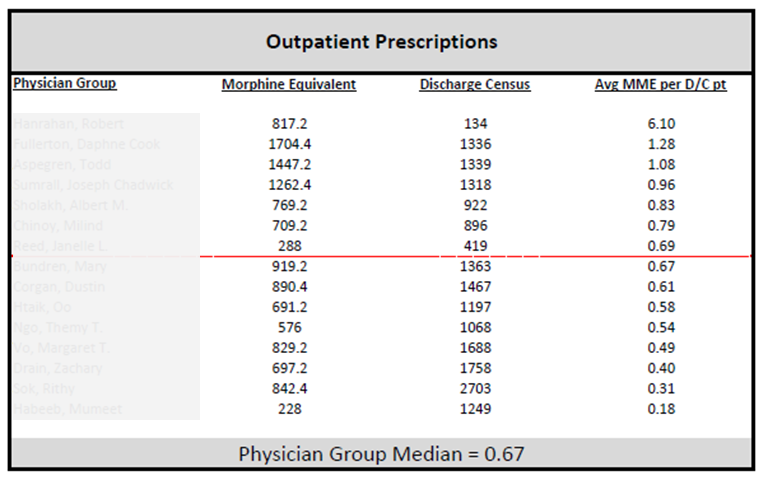 Outpatient Prescriptions
Physician Group Morphine Equivalent Discharge Census Avg MME per D/C pt
Hanrahan, Robert 817.2 134 6.10
Fullerton, Daphne Cook 1704.4 1336 1.28
Aspegren, Todd 1447.2 1339 1.08
Sumrall, Joseph Chadwick 1262.4 1318 0.96
Albert M. 769.2 922 0.83
Milind 709.2 896 0.79
Reed, Janelle L. 288 419 0.69
Bundren, Mary 919.2 1363 0.67
Corgan, Dustin 890.4 1467 0.61
Htaik, Oo 691.2 1197 0.58
Ngo, Themy T. 576 1068 0.54
Vo, Margaret T 829.2 1688 0.49
Drain, Zachary 697.2 1758 0.40
Sok, Rithy 842.4 2703 0.31
Habeeb, Mumeet 228 1249 0.18
Physician Group Median = 0.67